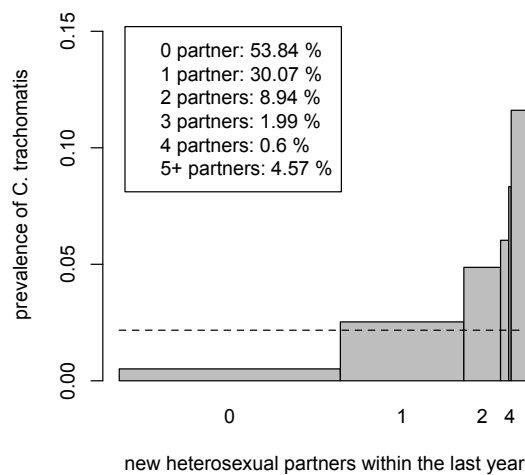 prevalence of C. trachomatis
0.15
0.10
0.05
0.00
0 partner: 53.84 %
1 partner: 30.07 %
2 partners: 8.94 %
3 partners: 1.99 %
4 partners: 0.6 %
5+ partners: 4.57 %
0 1 2 4
new heterosexual partners within the last year